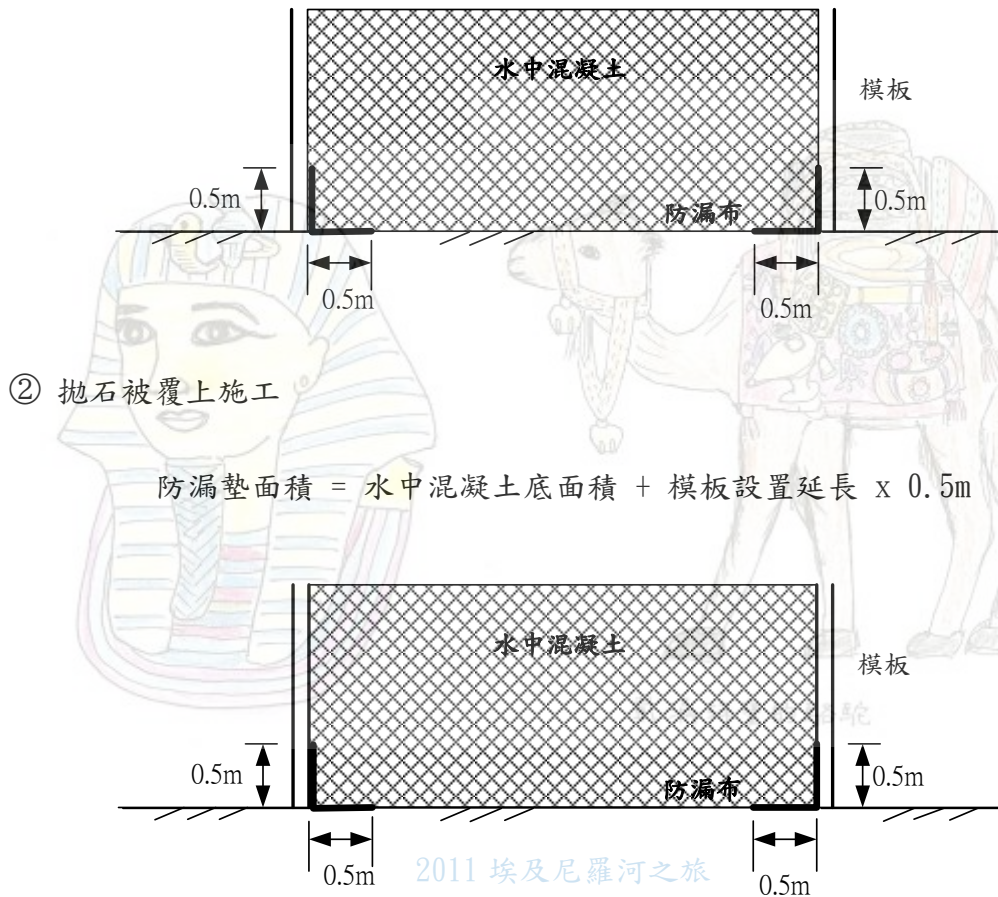 水中混凝土
模板
0.5m
0.5m
防漏布
0.5m
0.5m
② 拋石被覆上施工
防漏墊面積 = 水中混凝土底面積 + 模板設置延長 x 0.5m
水中混凝土
模板
0.5m
0.5m
防漏布
0.5m
2011 埃及尼羅河之旅
0.5m